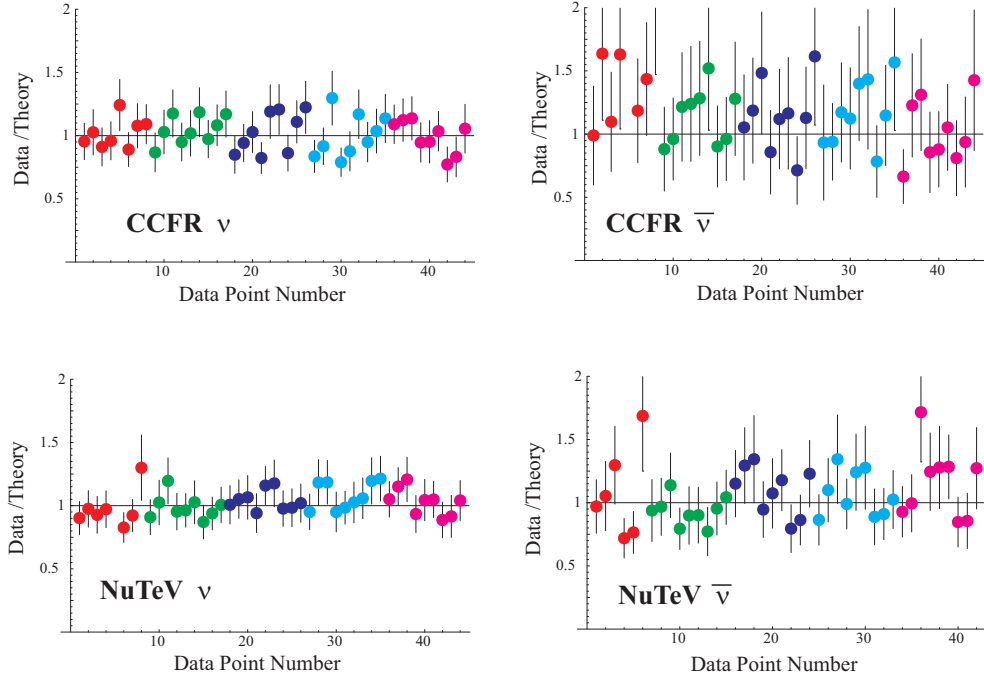 2
1.5
1
0.5
Data /Theory
CCFR ν
10
20
30
40
Data Point Number
2
1.5
1
0.5
Data /Theory
CCFR ν̅
10
20
30
40
Data Point Number
2
1.5
1
0.5
Data /Theory
NuTeV ν
10
20
30
40
Data Point Number
2
1.5
1
0.5
Data /Theory
NuTeV ν̅
10
20
30
40
Data Point Number